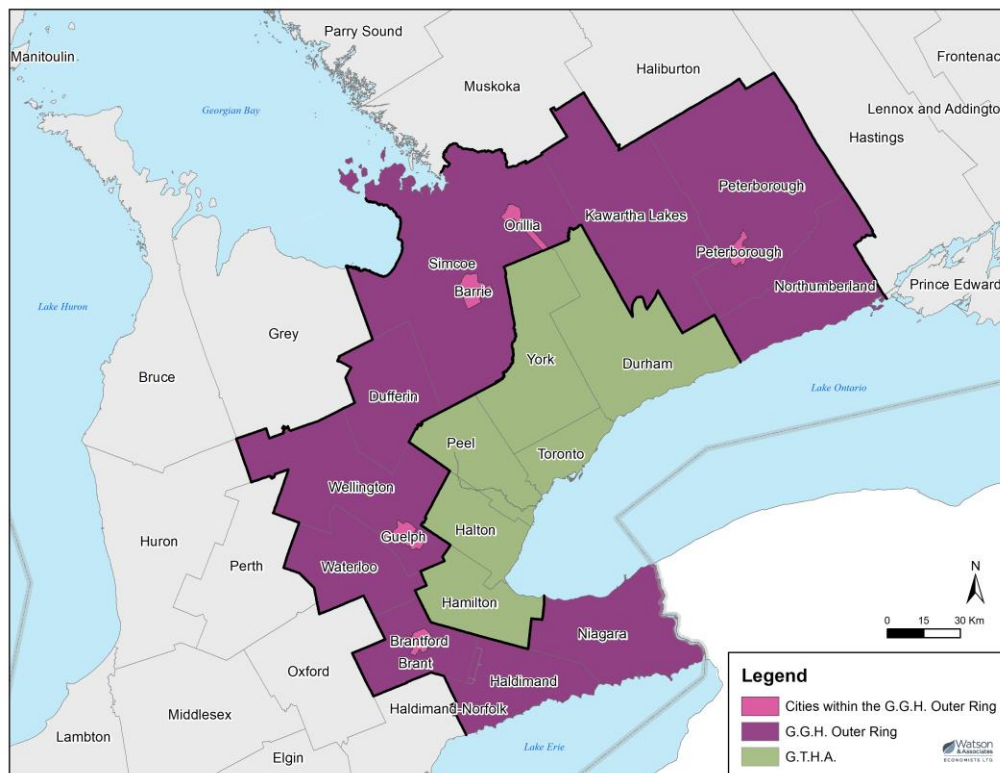 Parry Sound
Manitoulin
Haliburton
Frontenac
Muskoka
Georgian Bay
Lennox and Addington
Hastings
Peterborough
Kawartha Lakes
Orillia
Peterborough
Simcoe
Barrie
Northumberland
Prince Edward
Lake Huron
Grey
York
Durham
Bruce
Lake Ontario
Dufferin
Peel
Toronto
Wellington
Halton
Guelph
Huron
Perth
Waterloo
Hamilton
N
0 15 30 Km
Niagara
Brantford
Brant
Oxford
Haldimand
Haldimand-Norfolk
Middlesex
Lambton
Elgin
Lake Erie
Legend
Cities within the G.G.H. Outer Ring
G.G.H. Outer Ring
G.T.H.A.
Watson
& Associates
ECONOMISTS LTD.